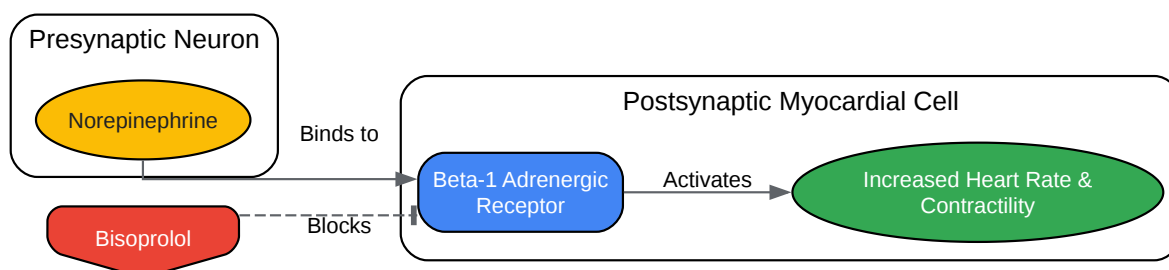 Presynaptic Neuron
Norepinephrine
Binds to
Postsynaptic Myocardial Cell
Beta-1 Adrenergic
Receptor
Activates
Increased Heart Rate &
Contractility
Bisoprolol
Blocks